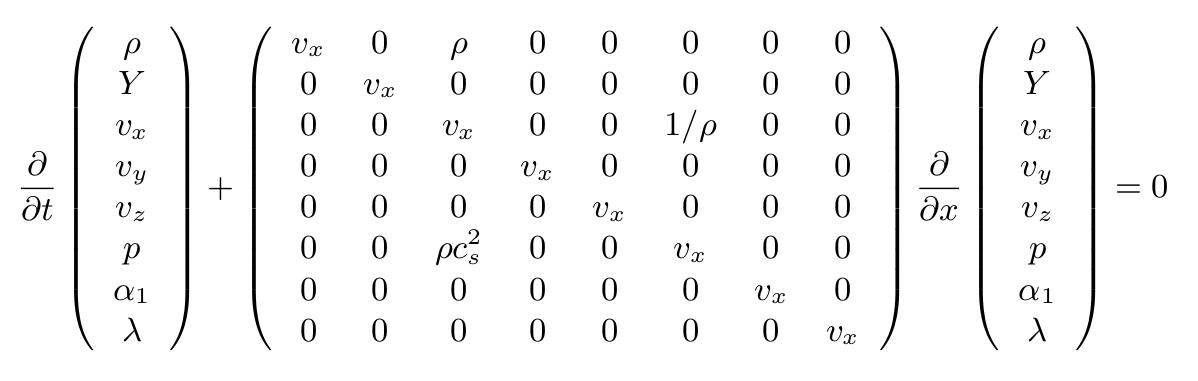 ρ v_x 0 ρ 0 0 0 0 0 ρ
Y 0 v_x 0 0 0 0 0 0 Y
v_x 0 0 v_x 0 0 1/ρ 0 0 v_x
∂/∂t v_y + 0 0 0 v_x 0 0 0 0 ∂/∂x v_y = 0
v_z 0 0 0 0 v_x 0 0 0 v_z
p 0 0 ρc_s^2 0 0 v_x 0 0 p
α_1 0 0 0 0 0 0 v_x 0 α_1
λ 0 0 0 0 0 0 0 v_x λ